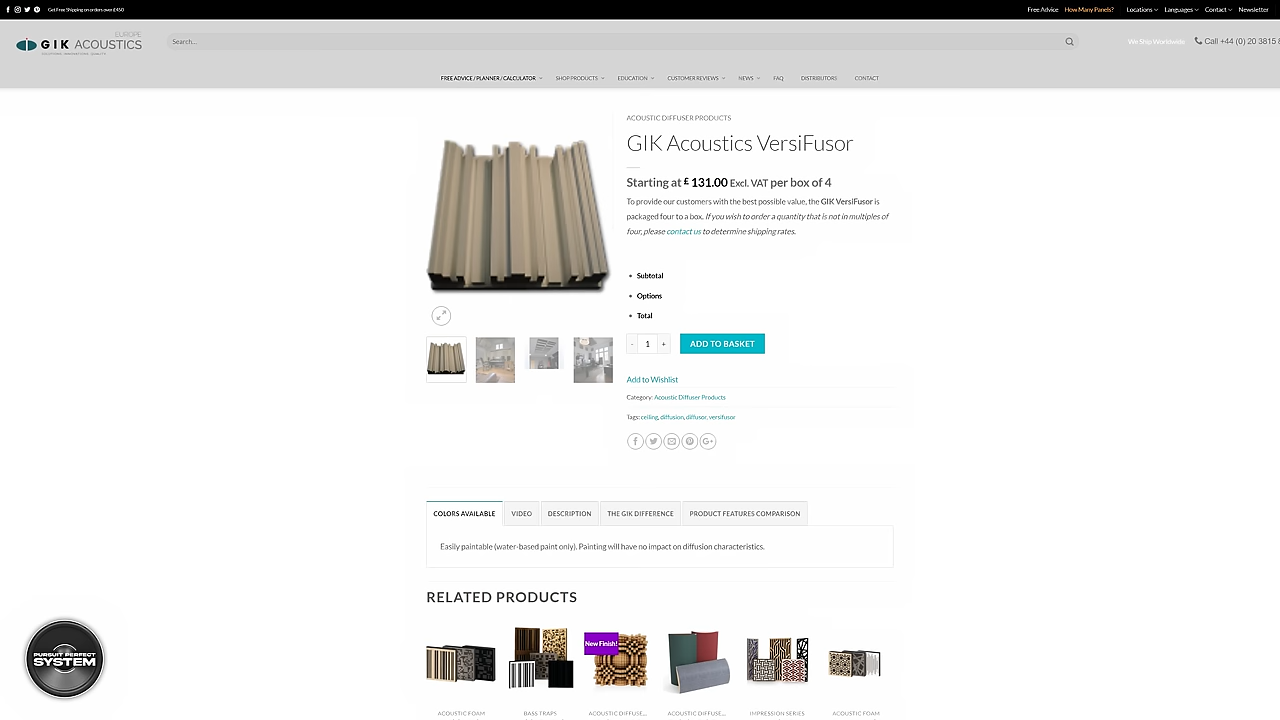 Get Free Shipping on orders over £450
Free Advice How Many Panels? Locations Languages Contact Newsletter
EUROPE
GIK ACOUSTICS
SOLUTIONS. INNOVATION. QUALITY.
Search...
We Ship Worldwide
Call +44 (0) 20 3815 8
FREE ADVICE / PLANNER / CALCULATOR SHOP PRODUCTS EDUCATION CUSTOMER REVIEWS NEWS FAQ DISTRIBUTORS CONTACT
ACOUSTIC DIFFUSER PRODUCTS
GIK Acoustics VersiFusor
Starting at £ 131.00 Excl. VAT per box of 4
To provide our customers with the best possible value, the GIK VersiFusor is
packaged four to a box. If you wish to order a quantity that is not in multiples of
four, please contact us to determine shipping rates.
Subtotal
Options
Total
- 1 + ADD TO BASKET
Add to Wishlist
Category: Acoustic Diffuser Products
Tags: ceiling, diffusion, diffusor, versifusor
COLORS AVAILABLE VIDEO DESCRIPTION THE GIK DIFFERENCE PRODUCT FEATURES COMPARISON
Easily paintable (water-based paint only). Painting will have no impact on diffusion characteristics.
RELATED PRODUCTS
New Finish!
PURSUIT PERFECT
SYSTEM
ACOUSTIC FOAM BASS TRAPS ACOUSTIC DIFFUSE... ACOUSTIC DIFFUSE... IMPRESSION SERIES ACOUSTIC FOAM